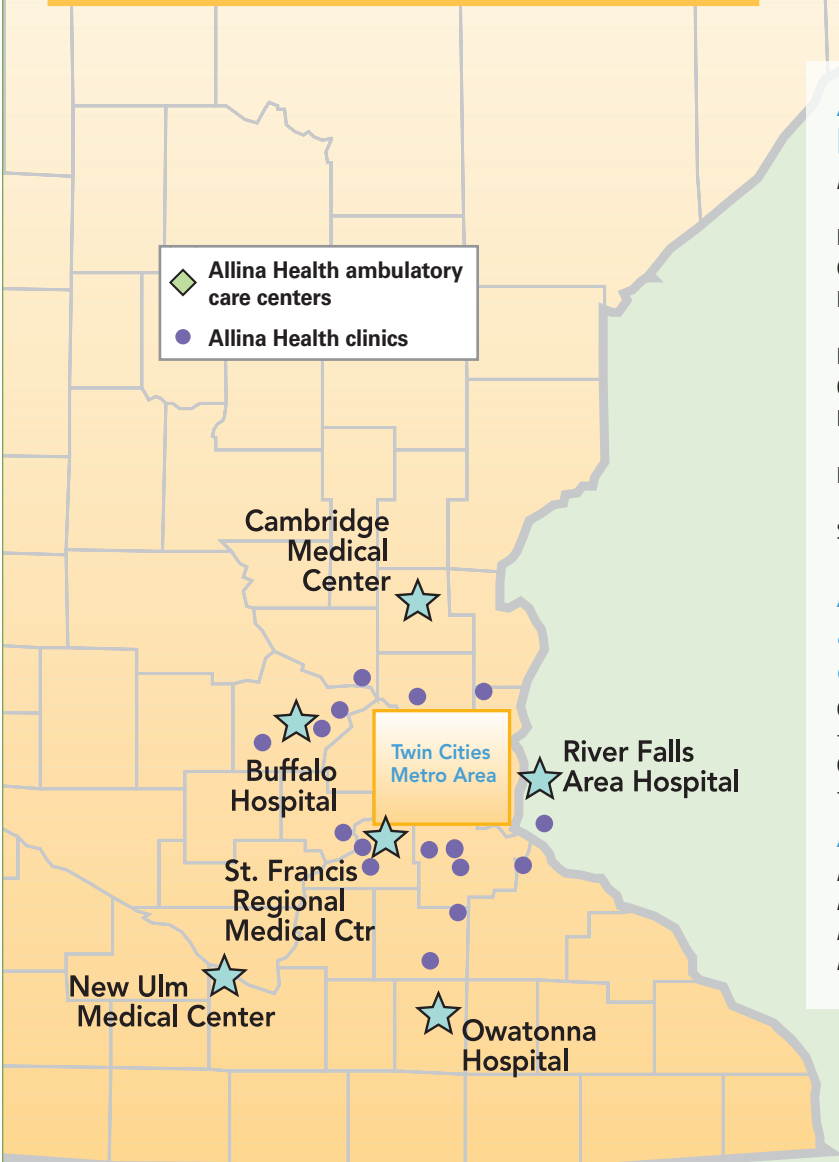 Allina Health ambulatory
care centers
Allina Health clinics
Cambridge
Medical
Center
Twin Cities
Metro Area
River Falls
Area Hospital
Buffalo
Hospital
St. Francis
Regional
Medical Ctr
New Ulm
Medical Center
Owatonna
Hospital